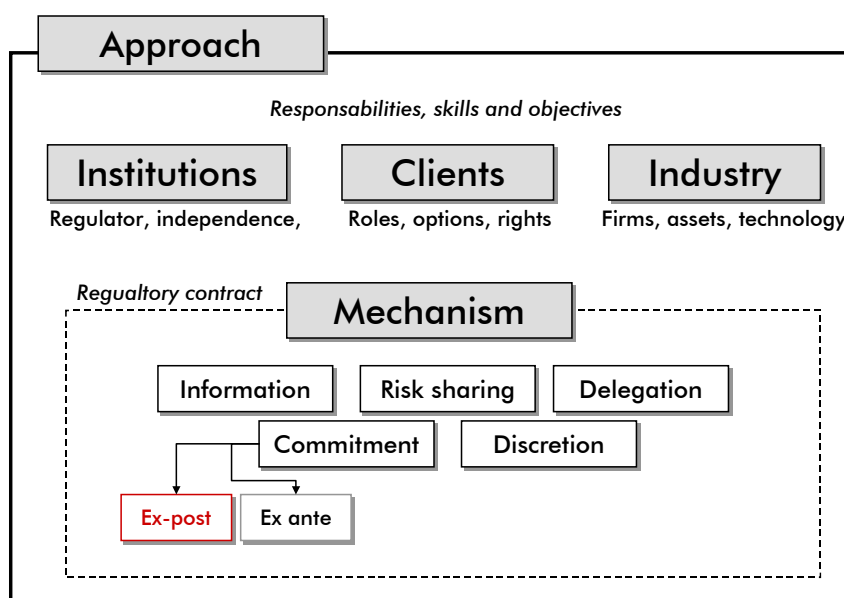 Approach
Responsabilities, skills and objectives
Institutions
Clients
Industry
Regulator, independence,
Roles, options, rights
Firms, assets, technology
Regualtory contract
Mechanism
Information
Risk sharing
Delegation
Commitment
Discretion
Ex-post
Ex ante